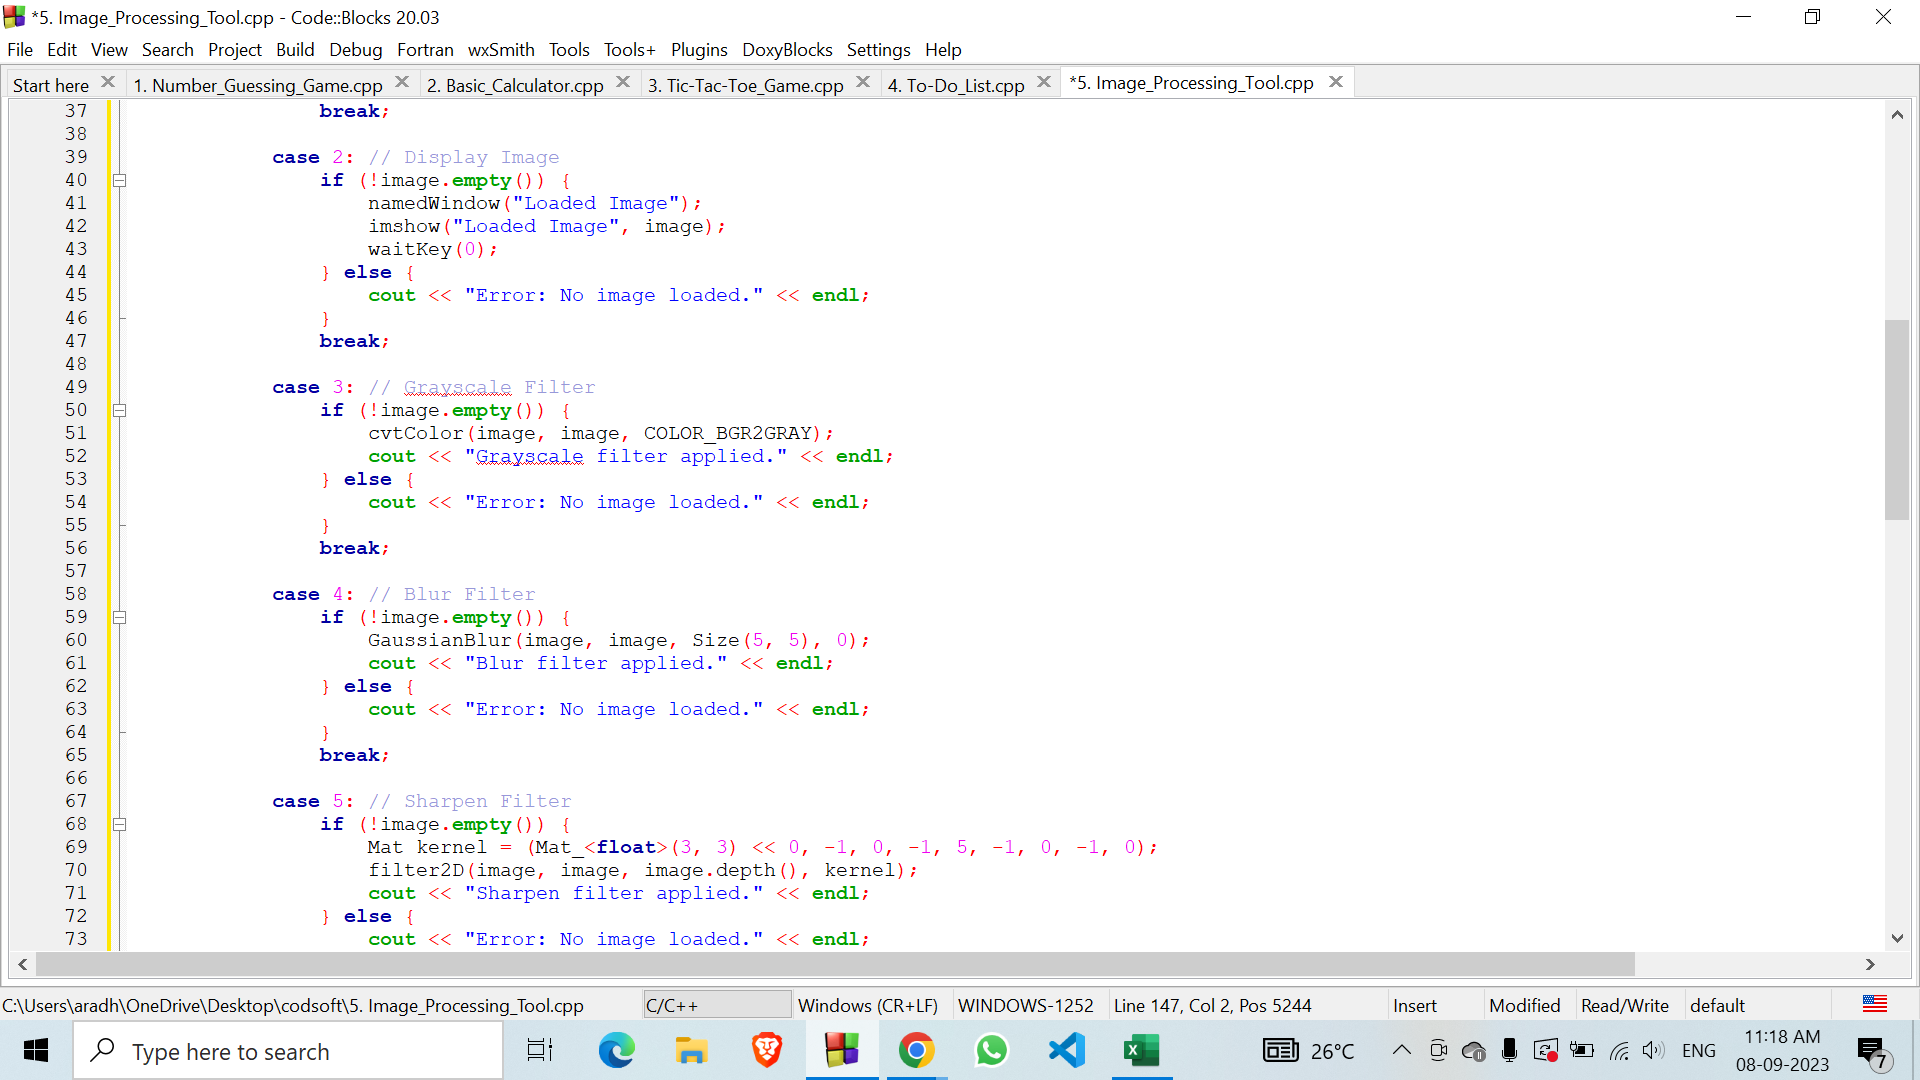 *5. Image_Processing_Tool.cpp - Code::Blocks 20.03
File Edit View Search Project Build Debug Fortran wxSmith Tools Tools+ Plugins DoxyBlocks Settings Help
Start here 1. Number_Guessing_Game.cpp 2. Basic_Calculator.cpp 3. Tic-Tac-Toe_Game.cpp 4. To-Do_List.cpp *5. Image_Processing_Tool.cpp
37 break;
38
39 case 2: // Display Image
40 if (!image.empty()) {
41 namedWindow("Loaded Image");
42 imshow("Loaded Image", image);
43 waitKey(0);
44 } else {
45 cout << "Error: No image loaded." << endl;
46 }
47 break;
48
49 case 3: // Grayscale Filter
50 if (!image.empty()) {
51 cvtColor(image, image, COLOR_BGR2GRAY);
52 cout << "Grayscale filter applied." << endl;
53 } else {
54 cout << "Error: No image loaded." << endl;
55 }
56 break;
57
58 case 4: // Blur Filter
59 if (!image.empty()) {
60 GaussianBlur(image, image, Size(5, 5), 0);
61 cout << "Blur filter applied." << endl;
62 } else {
63 cout << "Error: No image loaded." << endl;
64 }
65 break;
66
67 case 5: // Sharpen Filter
68 if (!image.empty()) {
69 Mat kernel = (Mat_<float>(3, 3) << 0, -1, 0, -1, 5, -1, 0, -1, 0);
70 filter2D(image, image, image.depth(), kernel);
71 cout << "Sharpen filter applied." << endl;
72 } else {
73 cout << "Error: No image loaded." << endl;
C:\Users\aradh\OneDrive\Desktop\codsoft\5. Image_Processing_Tool.cpp C/C++ Windows (CR+LF) WINDOWS-1252 Line 147, Col 2, Pos 5244 Insert Modified Read/Write default
Type here to search 26°C ENG 11:18 AM
08-09-2023 7